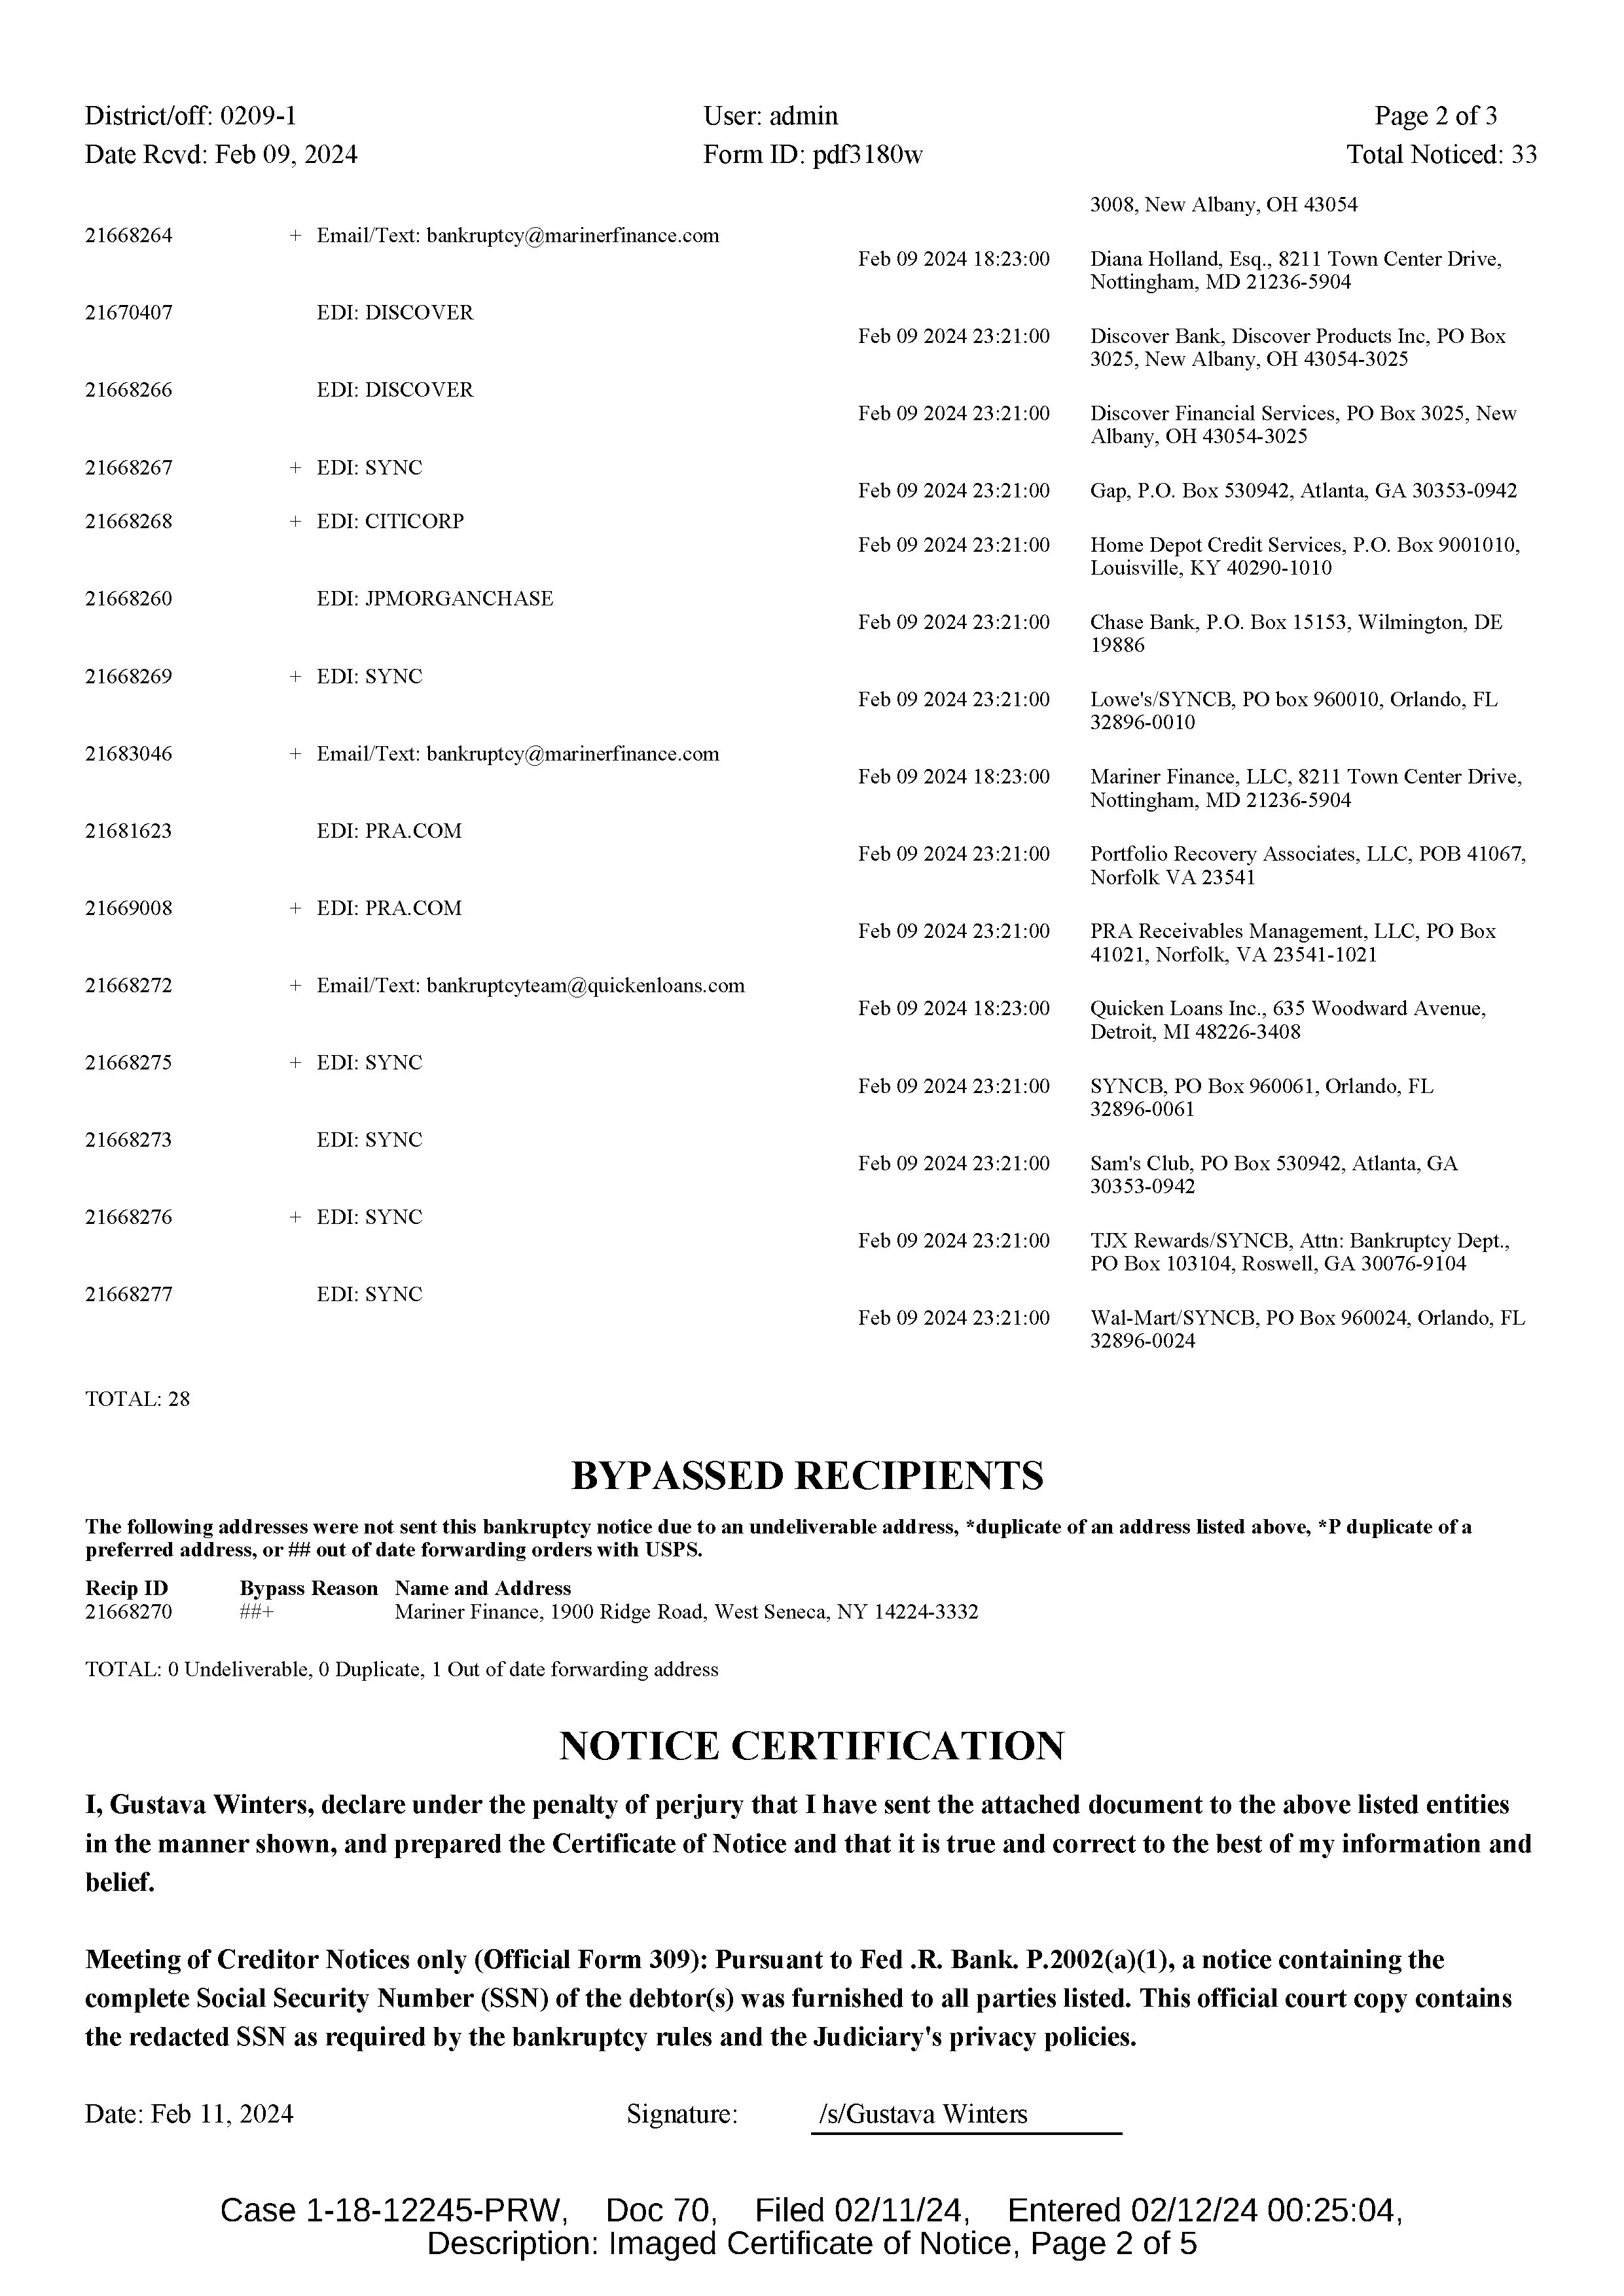 District/off: 0209-1 User: admin Page 2 of 3
Date Rcvd: Feb 09, 2024 Form ID: pdf3180w Total Noticed: 33
3008, New Albany, OH 43054
21668264 + Email/Text: bankruptcy@marinerfinance.com
Feb 09 2024 18:23:00 Diana Holland, Esq., 8211 Town Center Drive,
Nottingham, MD 21236-5904
21670407 EDI: DISCOVER
Feb 09 2024 23:21:00 Discover Bank, Discover Products Inc, PO Box
3025, New Albany, OH 43054-3025
21668266 EDI: DISCOVER
Feb 09 2024 23:21:00 Discover Financial Services, PO Box 3025, New
Albany, OH 43054-3025
21668267 + EDI: SYNC
Feb 09 2024 23:21:00 Gap, P.O. Box 530942, Atlanta, GA 30353-0942
21668268 + EDI: CITICORP
Feb 09 2024 23:21:00 Home Depot Credit Services, P.O. Box 9001010,
Louisville, KY 40290-1010
21668260 EDI: JPMORGANCHASE
Feb 09 2024 23:21:00 Chase Bank, P.O. Box 15153, Wilmington, DE
19886
21668269 + EDI: SYNC
Feb 09 2024 23:21:00 Lowe's/SYNCB, PO box 960010, Orlando, FL
32896-0010
21683046 + Email/Text: bankruptcy@marinerfinance.com
Feb 09 2024 18:23:00 Mariner Finance, LLC, 8211 Town Center Drive,
Nottingham, MD 21236-5904
21681623 EDI: PRA.COM
Feb 09 2024 23:21:00 Portfolio Recovery Associates, LLC, POB 41067,
Norfolk VA 23541
21669008 + EDI: PRA.COM
Feb 09 2024 23:21:00 PRA Receivables Management, LLC, PO Box
41021, Norfolk, VA 23541-1021
21668272 + Email/Text: bankruptcyteam@quickenloans.com
Feb 09 2024 18:23:00 Quicken Loans Inc., 635 Woodward Avenue,
Detroit, MI 48226-3408
21668275 + EDI: SYNC
Feb 09 2024 23:21:00 SYNCB, PO Box 960061, Orlando, FL
32896-0061
21668273 EDI: SYNC
Feb 09 2024 23:21:00 Sam's Club, PO Box 530942, Atlanta, GA
30353-0942
21668276 + EDI: SYNC
Feb 09 2024 23:21:00 TJX Rewards/SYNCB, Attn: Bankruptcy Dept.,
PO Box 103104, Roswell, GA 30076-9104
21668277 EDI: SYNC
Feb 09 2024 23:21:00 Wal-Mart/SYNCB, PO Box 960024, Orlando, FL
32896-0024
TOTAL: 28
BYPASSED RECIPIENTS
The following addresses were not sent this bankruptcy notice due to an undeliverable address, *duplicate of an address listed above, *P duplicate of a
preferred address, or ## out of date forwarding orders with USPS.
Recip ID Bypass Reason Name and Address
21668270 ##+ Mariner Finance, 1900 Ridge Road, West Seneca, NY 14224-3332
TOTAL: 0 Undeliverable, 0 Duplicate, 1 Out of date forwarding address
NOTICE CERTIFICATION
I, Gustava Winters, declare under the penalty of perjury that I have sent the attached document to the above listed entities
in the manner shown, and prepared the Certificate of Notice and that it is true and correct to the best of my information and
belief.
Meeting of Creditor Notices only (Official Form 309): Pursuant to Fed .R. Bank. P.2002(a)(1), a notice containing the
complete Social Security Number (SSN) of the debtor(s) was furnished to all parties listed. This official court copy contains
the redacted SSN as required by the bankruptcy rules and the Judiciary's privacy policies.
Date: Feb 11, 2024 Signature: /s/Gustava Winters
Case 1-18-12245-PRW, Doc 70, Filed 02/11/24, Entered 02/12/24 00:25:04,
Description: Imaged Certificate of Notice, Page 2 of 5